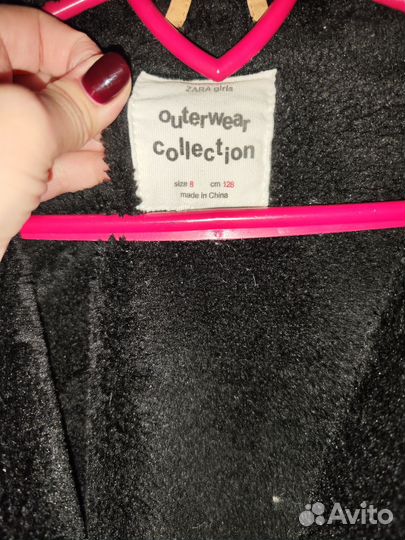 ZARA girls
outerwear
collection
size 8 cm 128
made in China
Avito